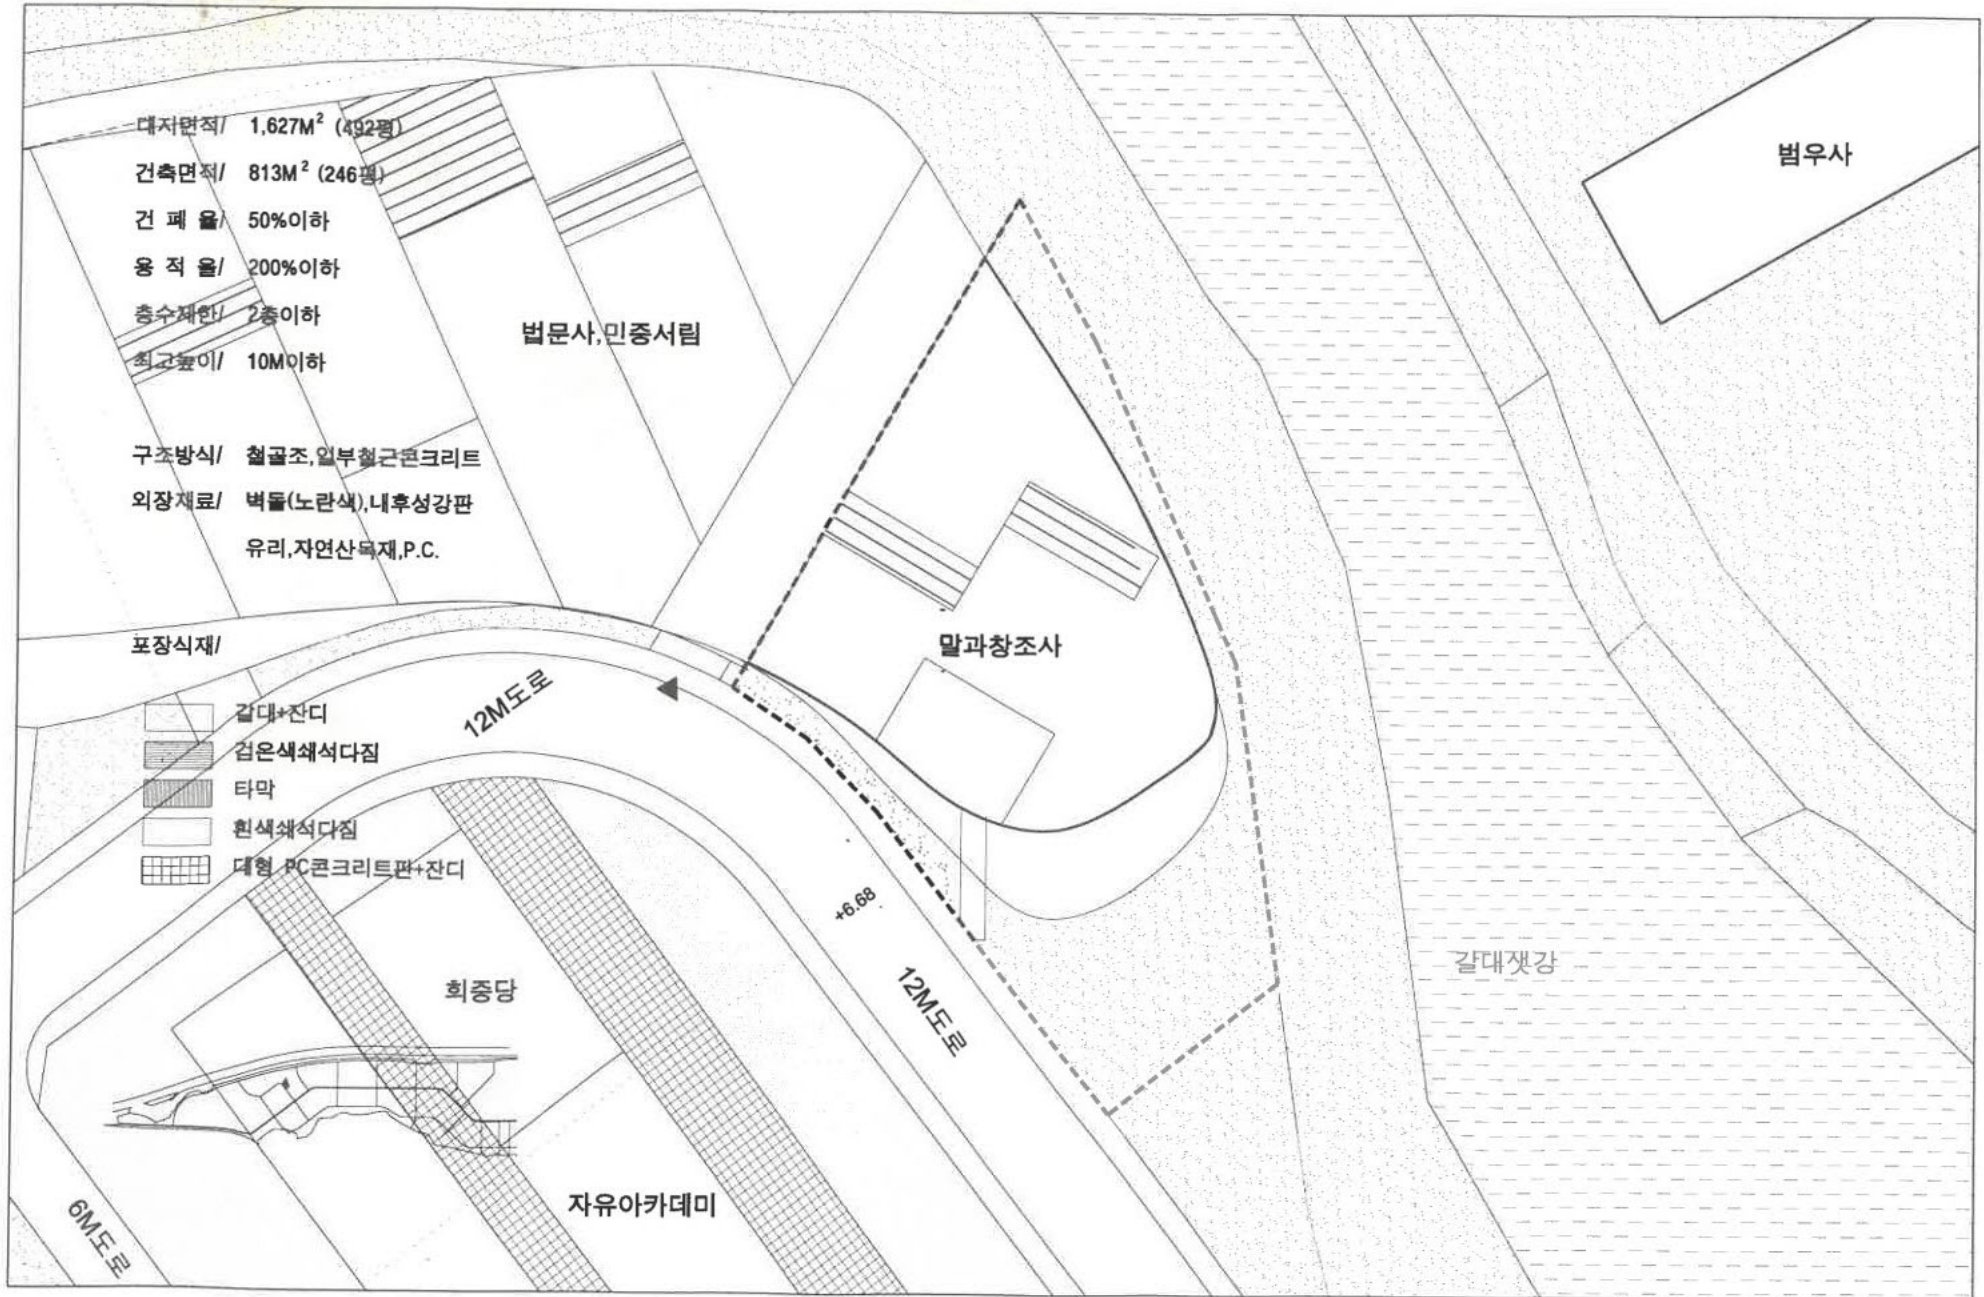 대지면적/ 1,627M² (492평)
건축면적/ 813M² (246평)
건 폐 율/ 50%이하
용 적 율/ 200%이하
층수제한/ 2층이하
최고높이/ 10M이하
구조방식/ 철골조,일부철근콘크리트
외장재료/ 벽돌(노란색),내후성강판
유리,자연산목재,P.C.
포장식재/
갈대+잔디
검은색쇄석다짐
타막
흰색쇄석다짐
대형 PC콘크리트판+잔디
범우사
법문사,민중서림
말과창조사
12M도로
+6.68
12M도로
갈대샛강
회중당
자유아카데미
6M도로